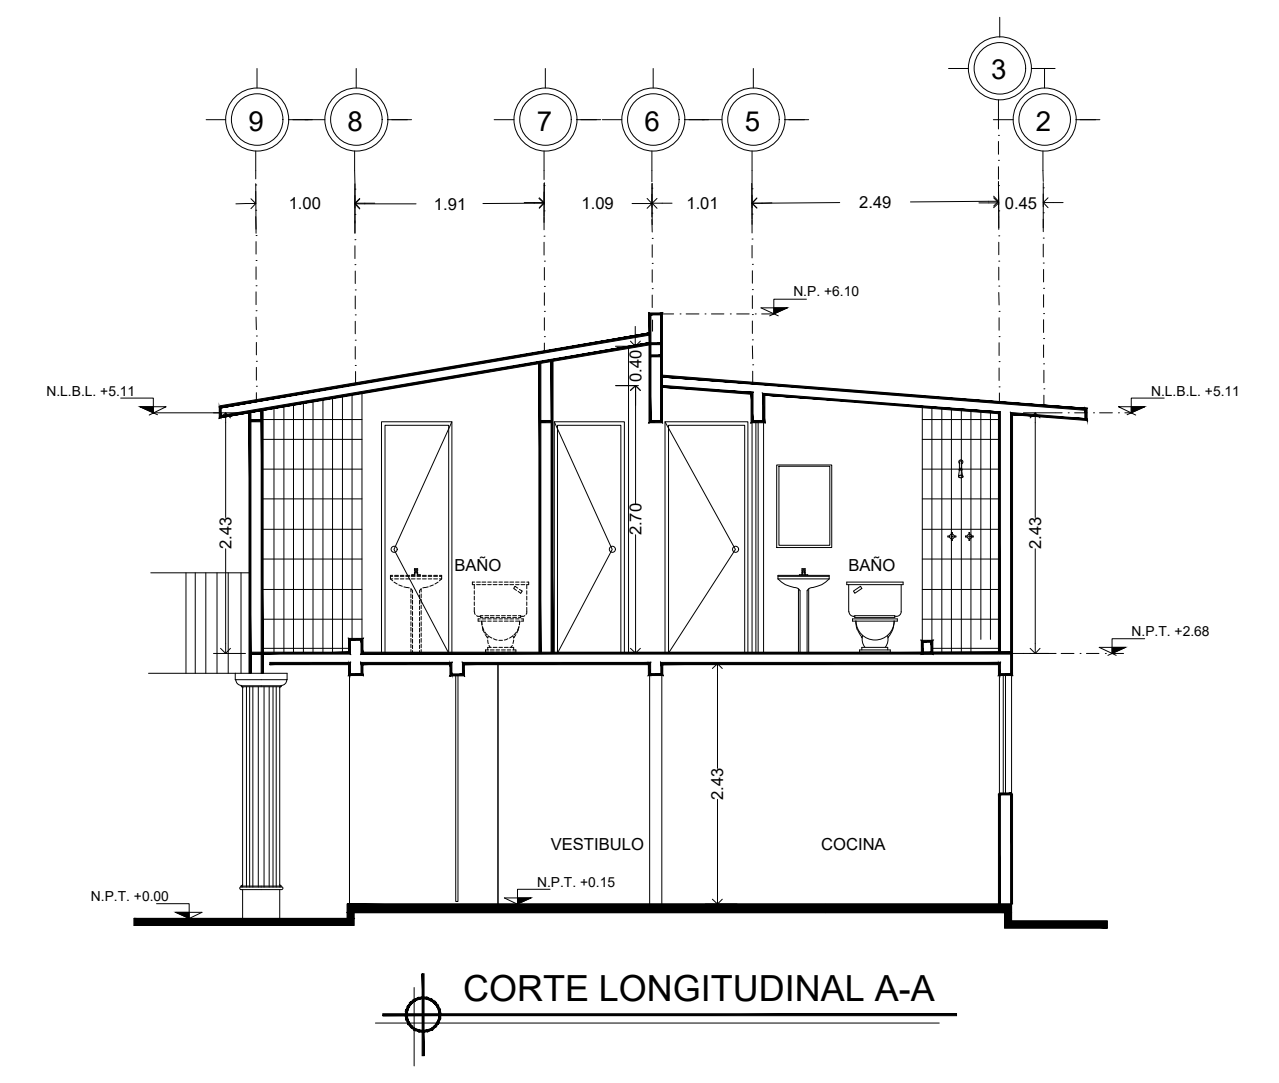 3
9 8 7 6 5 2
1.00 1.91 1.09 1.01 2.49 0.45
N.P. +6.10
0.40
N.L.B.L. +5.11
N.L.B.L. +5.11
2.43
2.70
2.43
BAÑO
BAÑO
N.P.T. +2.68
2.43
VESTIBULO
COCINA
N.P.T. +0.15
N.P.T. +0.00
CORTE LONGITUDINAL A-A